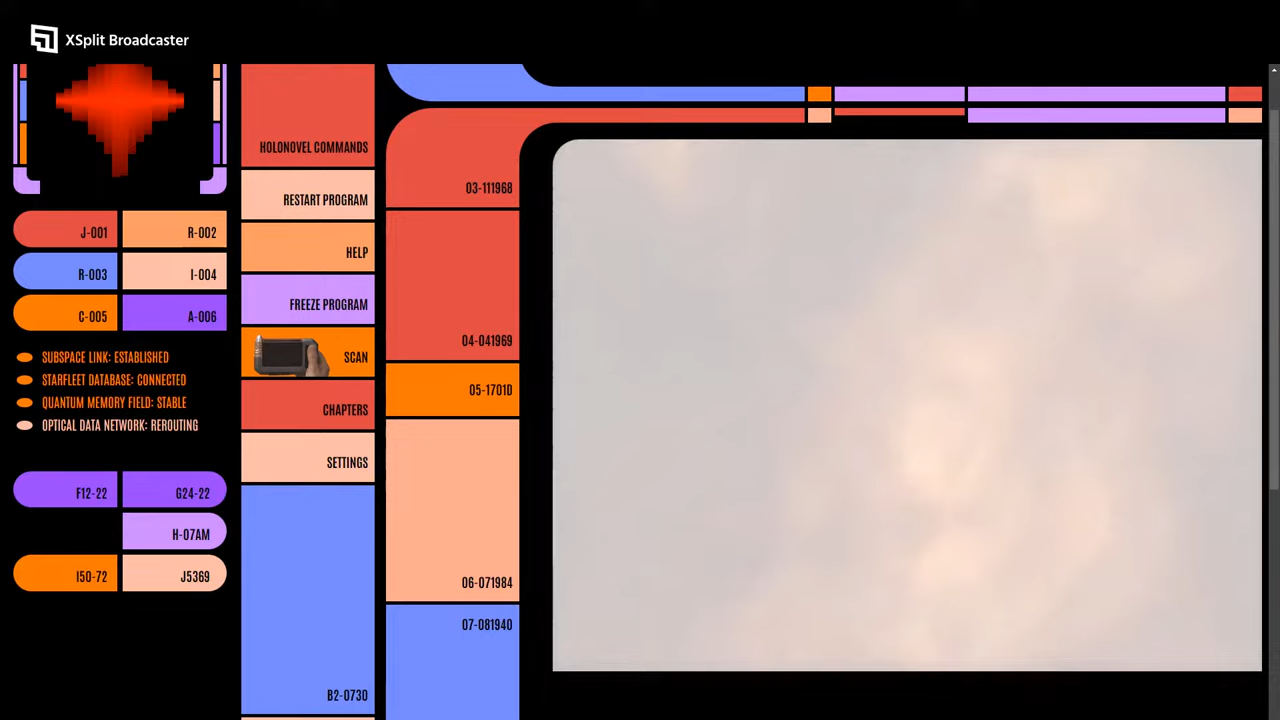 XSplit Broadcaster
J-001
R-002
R-003
I-004
C-005
A-006
SUBSPACE LINK: ESTABLISHED
STARFLEET DATABASE: CONNECTED
QUANTUM MEMORY FIELD: STABLE
OPTICAL DATA NETWORK: REROUTING
F12-22
G24-22
H-07AM
I50-72
J5369
HOLONOVEL COMMANDS
RESTART PROGRAM
HELP
FREEZE PROGRAM
SCAN
CHAPTERS
SETTINGS
B2-0730
03-111968
04-041969
05-1701D
06-071984
07-081940